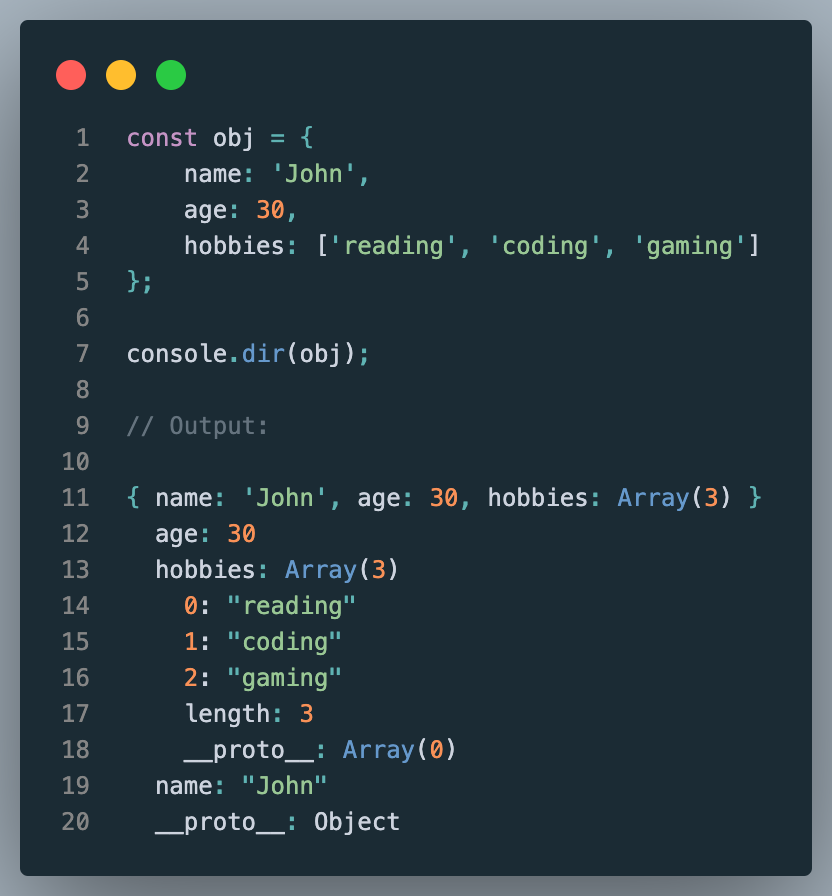 1 const obj = {
2     name: 'John',
3     age: 30,
4     hobbies: ['reading', 'coding', 'gaming']
5 };
6
7 console.dir(obj);
8
9 // Output:
10
11 { name: 'John', age: 30, hobbies: Array(3) }
12   age: 30
13   hobbies: Array(3)
14     0: "reading"
15     1: "coding"
16     2: "gaming"
17     length: 3
18     __proto__: Array(0)
19   name: "John"
20   __proto__: Object